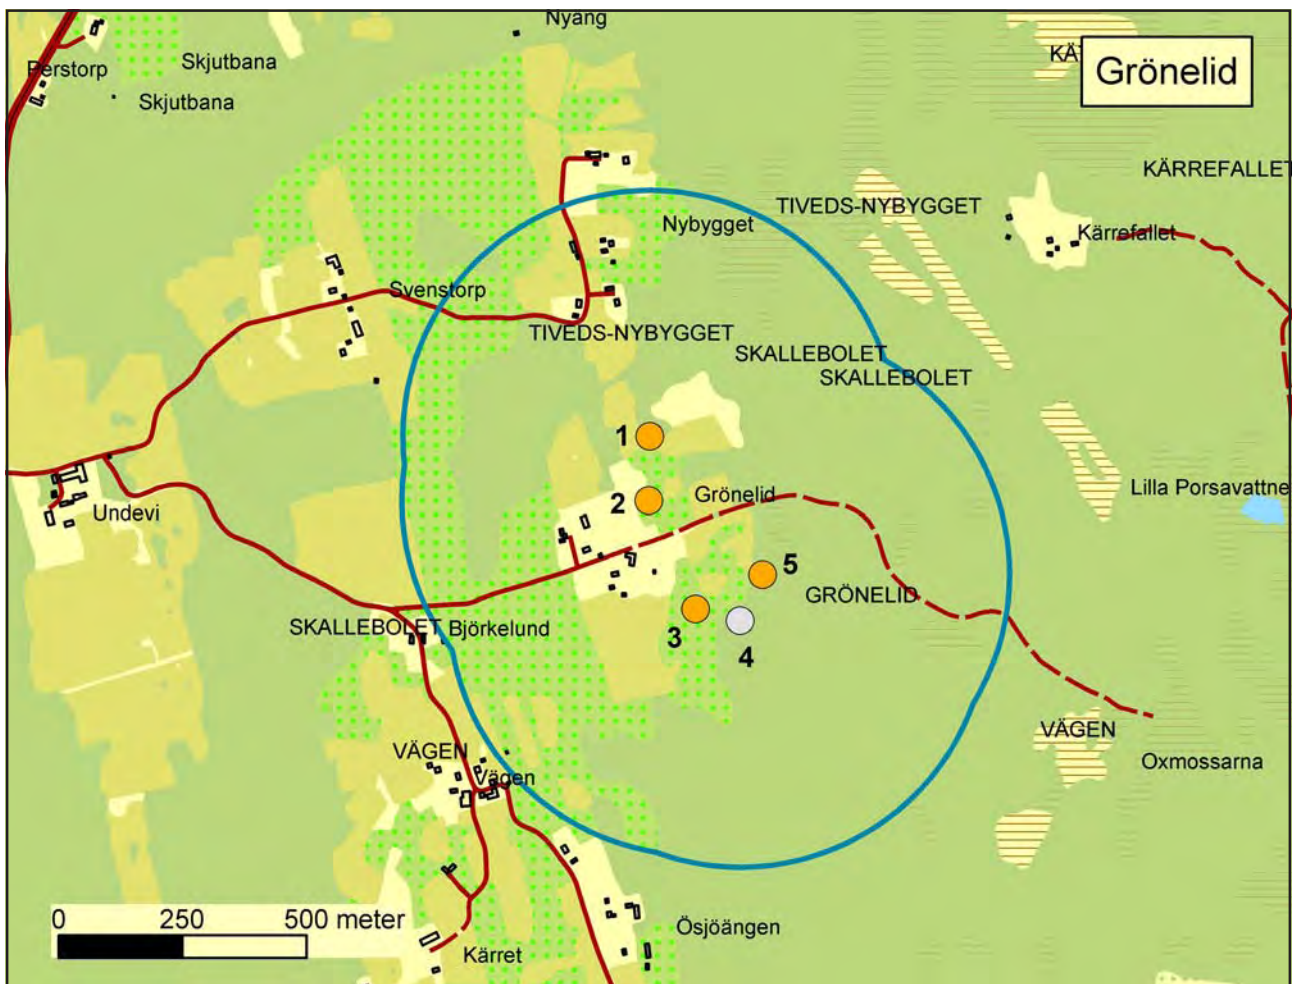 Nyäng
Grönelid
Perstorp
Skjutbana
Skjutbana
KÄRREFALLET
TIVEDS-NYBYGGET
Nybygget
Kärrefallet
Svenstorp
TIVEDS-NYBYGGET
SKALLEBOLET
SKALLEBOLET
1
2
Grönelid
Lilla Porsavattne
Undevi
5
GRÖNELID
3
4
SKALLEBOLET
Björkelund
VÄGEN
Vägen
VÄGEN
Oxmossarna
0 250 500 meter
Ösjöängen
Kärret